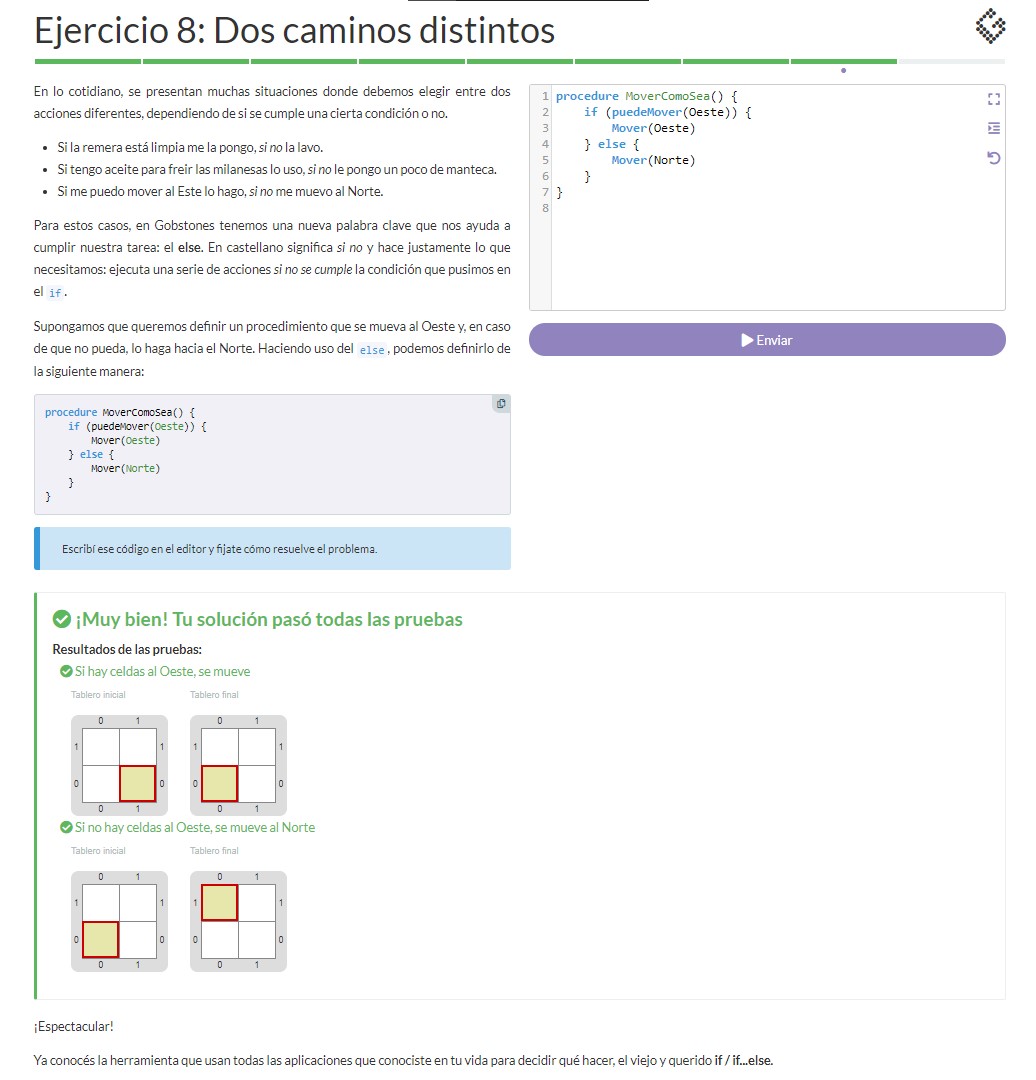 Ejercicio 8: Dos caminos distintos
En lo cotidiano, se presentan muchas situaciones donde debemos elegir entre dos
acciones diferentes, dependiendo de si se cumple una cierta condición o no.
• Si la remera está limpia me la pongo, si no la lavo.
• Si tengo aceite para freir las milanesas lo uso, si no le pongo un poco de manteca.
• Si me puedo mover al Este lo hago, si no me muevo al Norte.
Para estos casos, en Gobstones tenemos una nueva palabra clave que nos ayuda a
cumplir nuestra tarea: el else. En castellano significa si no y hace justamente lo que
necesitamos: ejecuta una serie de acciones si no se cumple la condición que pusimos en
el if.
Supongamos que queremos definir un procedimiento que se mueva al Oeste y, en caso
de que no pueda, lo haga hacia el Norte. Haciendo uso del else, podemos definirlo de
la siguiente manera:
procedure MoverComoSea() {
    if (puedeMover(Oeste)) {
        Mover(Oeste)
    } else {
        Mover(Norte)
    }
}
Escribí ese código en el editor y fijate cómo resuelve el problema.
1 procedure MoverComoSea() {
2     if (puedeMover(Oeste)) {
3         Mover(Oeste)
4     } else {
5         Mover(Norte)
6     }
7 }
8
Enviar
¡Muy bien! Tu solución pasó todas las pruebas
Resultados de las pruebas:
Si hay celdas al Oeste, se mueve
Tablero inicial Tablero final
0 1 0 1
1 1 1 1
0 0 0 0
0 1 0 1
Si no hay celdas al Oeste, se mueve al Norte
Tablero inicial Tablero final
0 1 0 1
1 1 1 1
0 0 0 0
0 1 0 1
¡Espectacular!
Ya conocés la herramienta que usan todas las aplicaciones que conociste en tu vida para decidir qué hacer, el viejo y querido if / if...else.